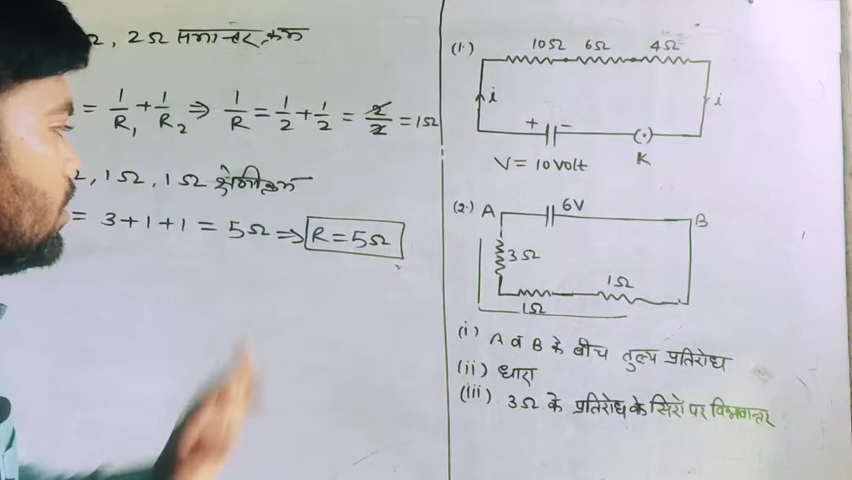 Ω, 2Ω समान्तरक्रम
= 1/R₁ + 1/R₂ ⇒ 1/R = 1/2 + 1/2 = 2/2 = 1Ω
Ω, 1Ω, 1Ω श्रेणीक्रम
= 3+1+1 = 5Ω ⇒ R = 5Ω
(1.) 10Ω 6Ω 4Ω
i i
+ -
V = 10 Volt K
(2.) A 6V B
3Ω
1Ω
1Ω
(i) A व B के बीच तुल्य प्रतिरोध
(ii) धारा
(iii) 3Ω के प्रतिरोध के सिरों पर विभवान्तर